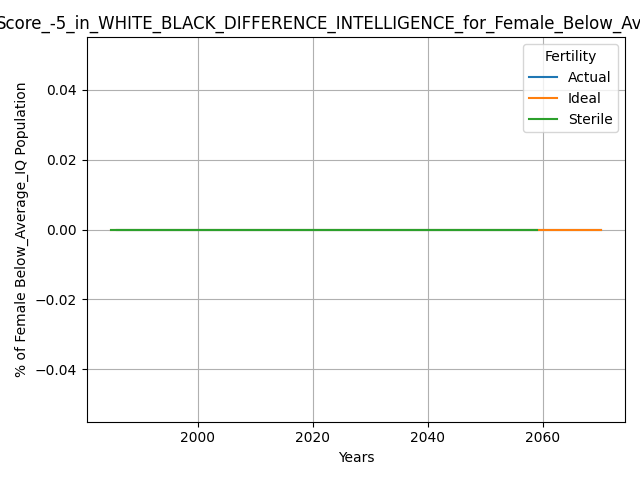 Score_-5_in_WHITE_BLACK_DIFFERENCE_INTELLIGENCE_for_Female_Below_Av
Fertility
Actual
Ideal
Sterile
% of Female Below_Average_IQ Population
0.04
0.02
0.00
−0.02
−0.04
2000 2020 2040 2060
Years